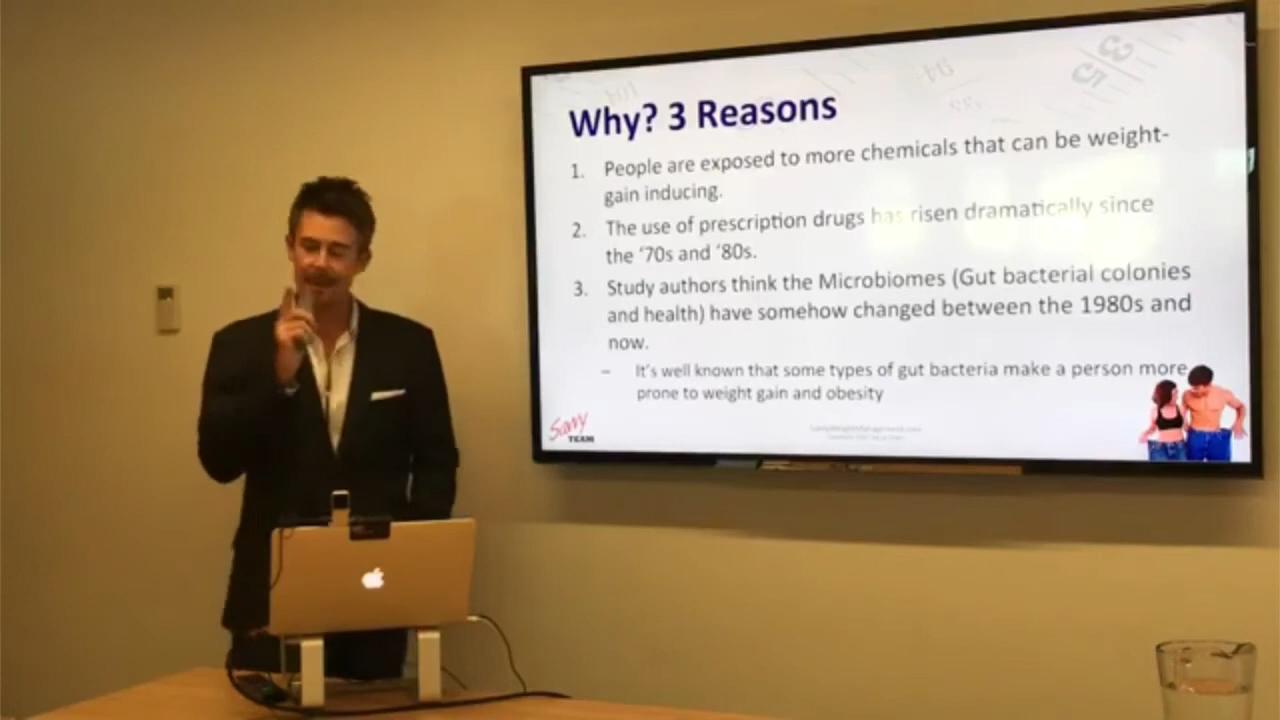 Why? 3 Reasons
1. People are exposed to more chemicals that can be weight-
gain inducing.
2. The use of prescription drugs has risen dramatically since
the ‘70s and ‘80s.
3. Study authors think the Microbiomes (Gut bacterial colonies
and health) have somehow changed between the 1980s and
now.
– It’s well known that some types of gut bacteria make a person more
prone to weight gain and obesity
Savvy
TEAM